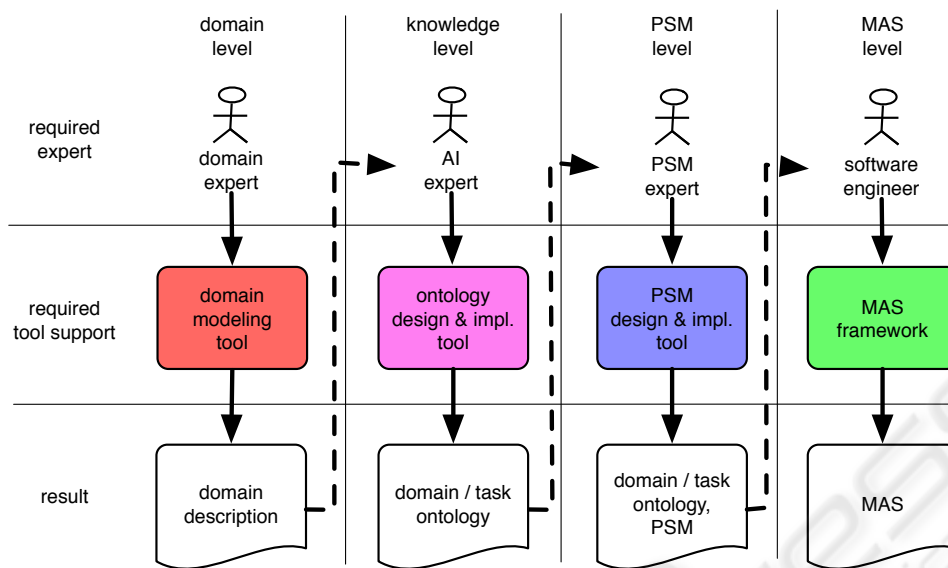 domain
level
knowledge
level
PSM
level
MAS
level
required
expert
domain
expert
AI
expert
PSM
expert
software
engineer
required
tool support
domain
modeling
tool
ontology
design & impl.
tool
PSM
design & impl.
tool
MAS
framework
result
domain
description
domain / task
ontology
domain / task
ontology,
PSM
MAS